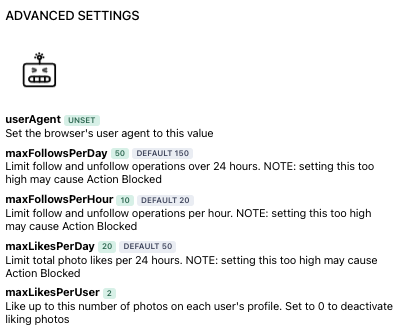 ADVANCED SETTINGS
userAgent UNSET
Set the browser's user agent to this value
maxFollowsPerDay 50 DEFAULT 150
Limit follow and unfollow operations over 24 hours. NOTE: setting this too
high may cause Action Blocked
maxFollowsPerHour 10 DEFAULT 20
Limit follow and unfollow operations per hour. NOTE: setting this too high
may cause Action Blocked
maxLikesPerDay 20 DEFAULT 50
Limit total photo likes per 24 hours. NOTE: setting this too high may cause
Action Blocked
maxLikesPerUser 2
Like up to this number of photos on each user's profile. Set to 0 to deactivate
liking photos